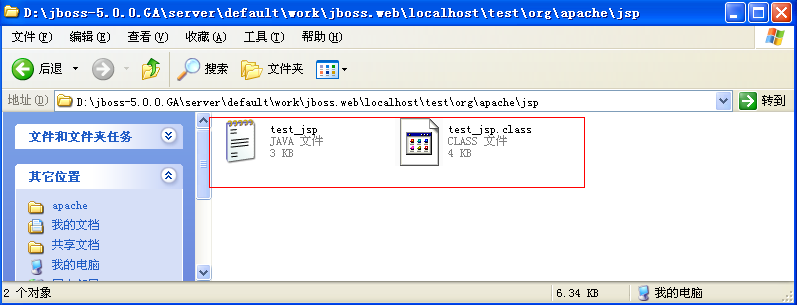 D:\jboss-5.0.0.GA\server\default\work\jboss.web\localhost\test\org\apache\jsp
文件(F) 编辑(E) 查看(V) 收藏(A) 工具(T) 帮助(H)
后退 搜索 文件夹
地址(D) D:\jboss-5.0.0.GA\server\default\work\jboss.web\localhost\test\org\apache\jsp 转到
文件和文件夹任务
其它位置
apache
我的文档
共享文档
我的电脑
test_jsp
JAVA 文件
3 KB
test_jsp.class
CLASS 文件
4 KB
2 个对象 6.34 KB 我的电脑